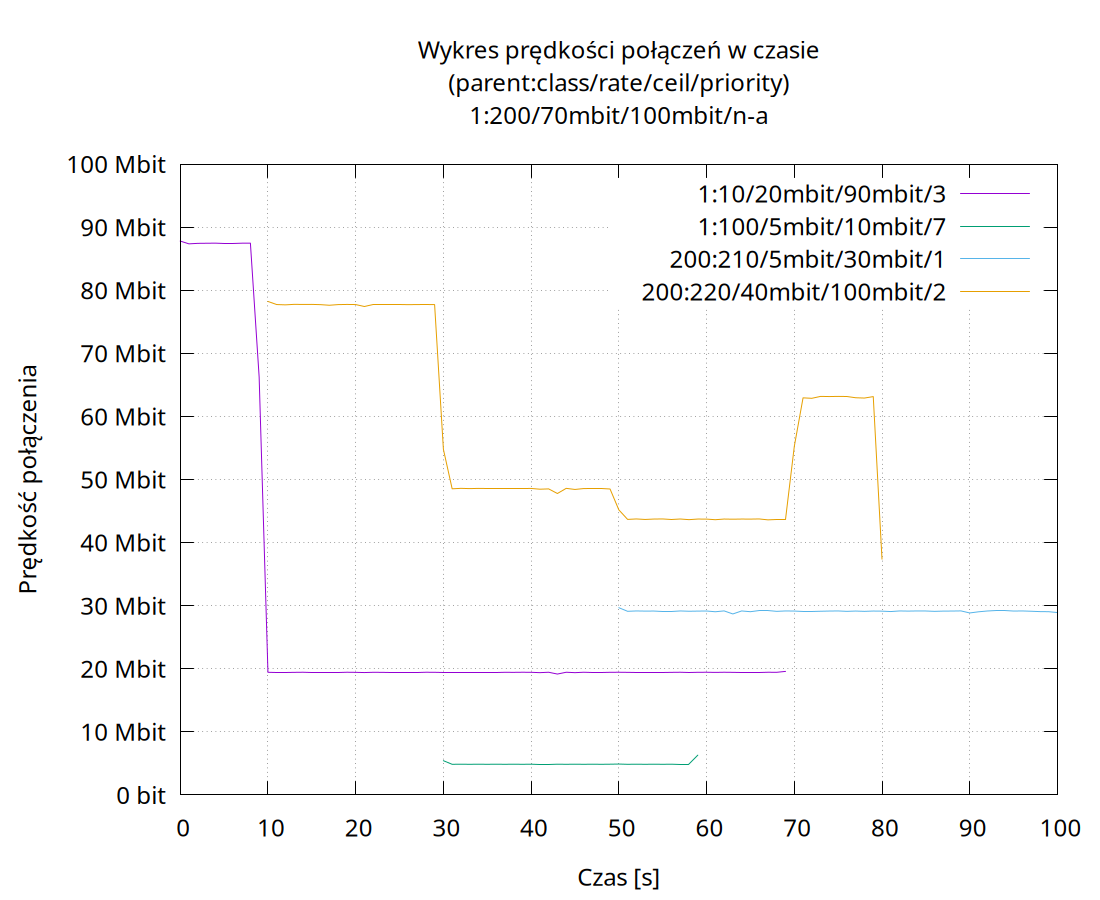 Wykres prędkości połączeń w czasie
(parent:class/rate/ceil/priority)
1:200/70mbit/100mbit/n-a
100 Mbit
90 Mbit
80 Mbit
70 Mbit
60 Mbit
50 Mbit
40 Mbit
30 Mbit
20 Mbit
10 Mbit
0 bit
1:10/20mbit/90mbit/3
1:100/5mbit/10mbit/7
200:210/5mbit/30mbit/1
200:220/40mbit/100mbit/2
Prędkość połączenia
0 10 20 30 40 50 60 70 80 90 100
Czas [s]